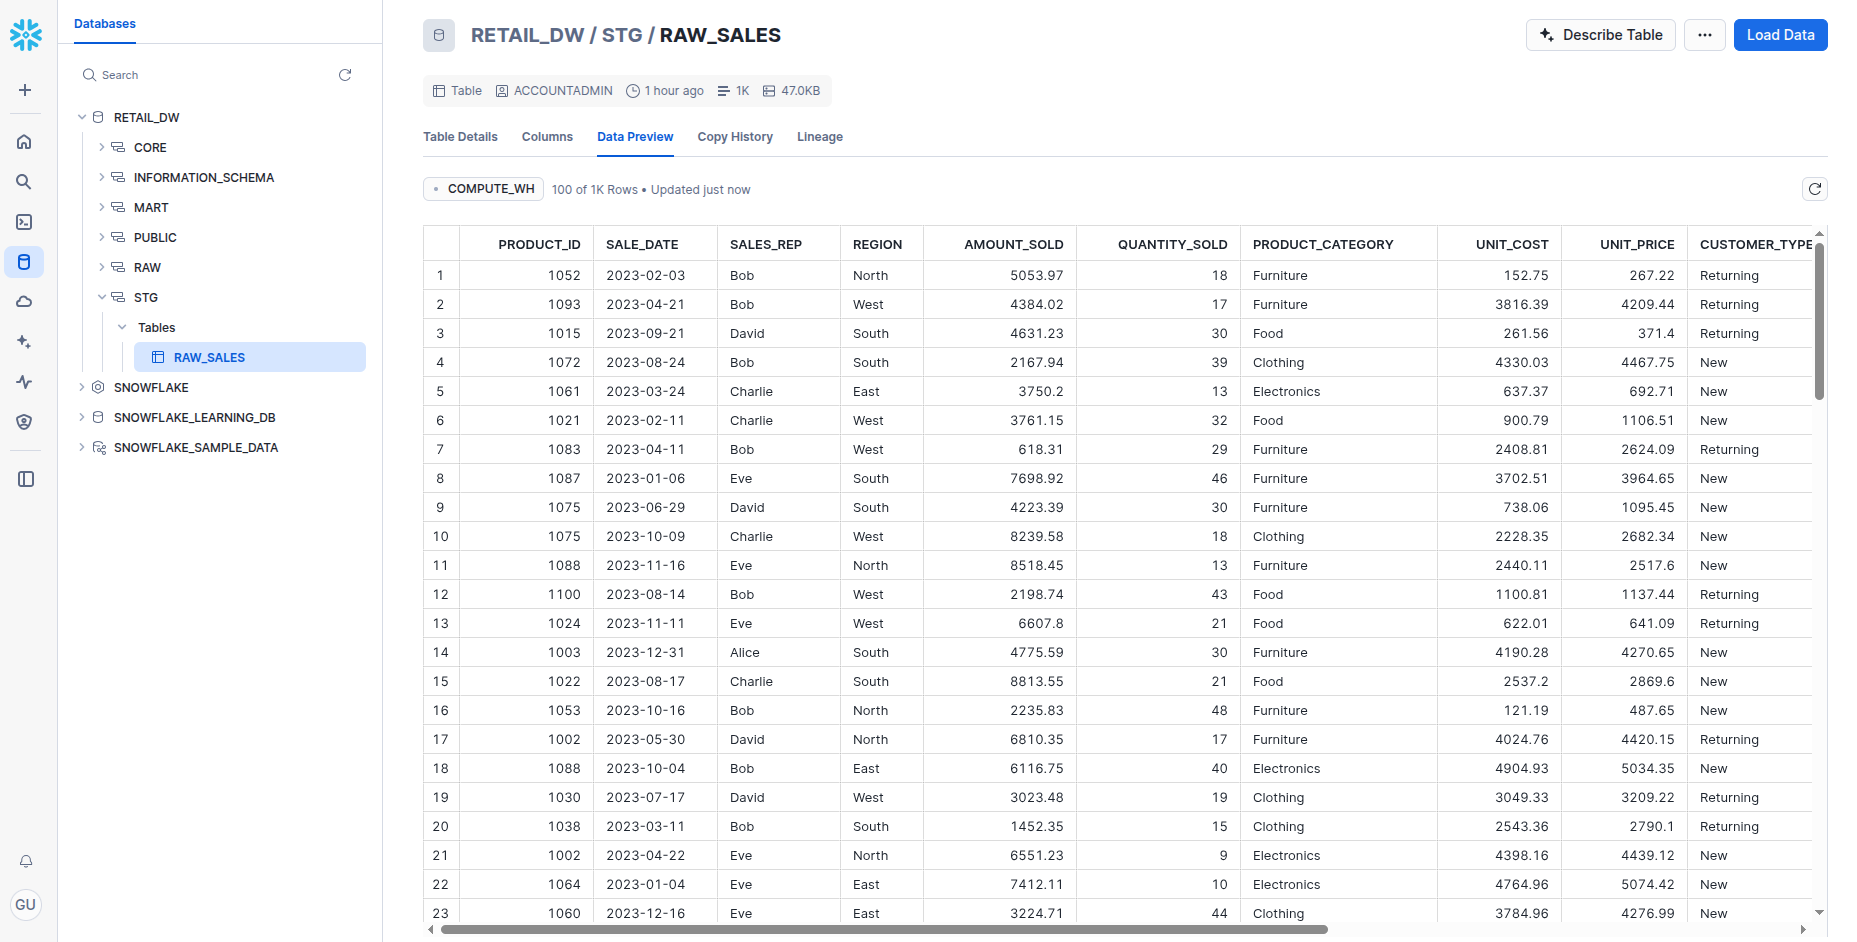 Databases
Search
RETAIL_DW
CORE
INFORMATION_SCHEMA
MART
PUBLIC
RAW
STG
Tables
RAW_SALES
SNOWFLAKE
SNOWFLAKE_LEARNING_DB
SNOWFLAKE_SAMPLE_DATA
GU
RETAIL_DW / STG / RAW_SALES
Describe Table
Load Data
Table ACCOUNTADMIN 1 hour ago 1K 47.0KB
Table Details Columns Data Preview Copy History Lineage
COMPUTE_WH 100 of 1K Rows • Updated just now
PRODUCT_ID SALE_DATE SALES_REP REGION AMOUNT_SOLD QUANTITY_SOLD PRODUCT_CATEGORY UNIT_COST UNIT_PRICE CUSTOMER_TYPE
1 1052 2023-02-03 Bob North 5053.97 18 Furniture 152.75 267.22 Returning
2 1093 2023-04-21 Bob West 4384.02 17 Furniture 3816.39 4209.44 Returning
3 1015 2023-09-21 David South 4631.23 30 Food 261.56 371.4 Returning
4 1072 2023-08-24 Bob South 2167.94 39 Clothing 4330.03 4467.75 New
5 1061 2023-03-24 Charlie East 3750.2 13 Electronics 637.37 692.71 New
6 1021 2023-02-11 Charlie West 3761.15 32 Food 900.79 1106.51 New
7 1083 2023-04-11 Bob West 618.31 29 Furniture 2408.81 2624.09 Returning
8 1087 2023-01-06 Eve South 7698.92 46 Furniture 3702.51 3964.65 New
9 1075 2023-06-29 David South 4223.39 30 Furniture 738.06 1095.45 New
10 1075 2023-10-09 Charlie West 8239.58 18 Clothing 2228.35 2682.34 New
11 1088 2023-11-16 Eve North 8518.45 13 Furniture 2440.11 2517.6 New
12 1100 2023-08-14 Bob West 2198.74 43 Food 1100.81 1137.44 Returning
13 1024 2023-11-11 Eve West 6607.8 21 Food 622.01 641.09 Returning
14 1003 2023-12-31 Alice South 4775.59 30 Furniture 4190.28 4270.65 New
15 1022 2023-08-17 Charlie South 8813.55 21 Food 2537.2 2869.6 New
16 1053 2023-10-16 Bob North 2235.83 48 Furniture 121.19 487.65 New
17 1002 2023-05-30 David North 6810.35 17 Furniture 4024.76 4420.15 Returning
18 1088 2023-10-04 Bob East 6116.75 40 Electronics 4904.93 5034.35 New
19 1030 2023-07-17 David West 3023.48 19 Clothing 3049.33 3209.22 Returning
20 1038 2023-03-11 Bob South 1452.35 15 Clothing 2543.36 2790.1 Returning
21 1002 2023-04-22 Eve North 6551.23 9 Electronics 4398.16 4439.12 New
22 1064 2023-01-04 Eve East 7412.11 10 Electronics 4764.96 5074.42 New
23 1060 2023-12-16 Eve East 3224.71 44 Clothing 3784.96 4276.99 New